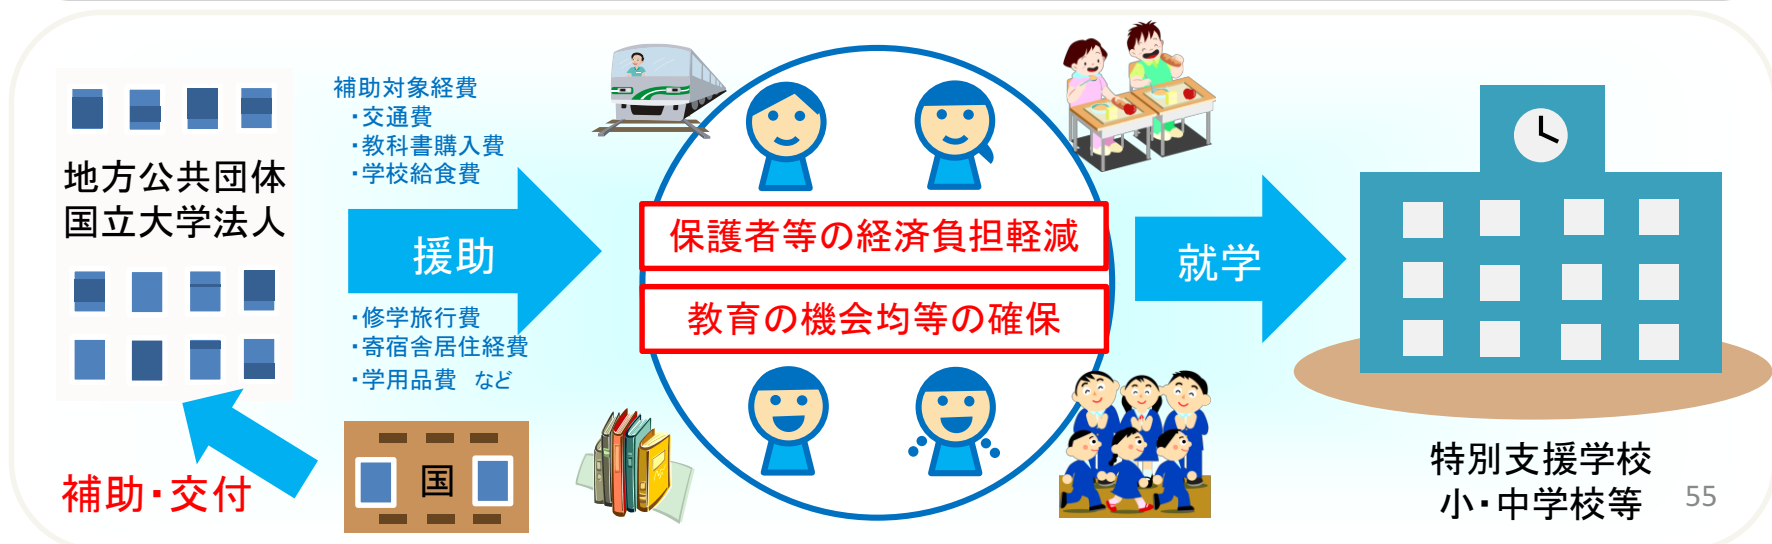 地方公共団体
国立大学法人
補助対象経費
・交通費
・教科書購入費
・学校給食費
援助
・修学旅行費
・寄宿舎居住経費
・学用品費　など
国
補助・交付
保護者等の経済負担軽減
教育の機会均等の確保
就学
特別支援学校
小・中学校等
55